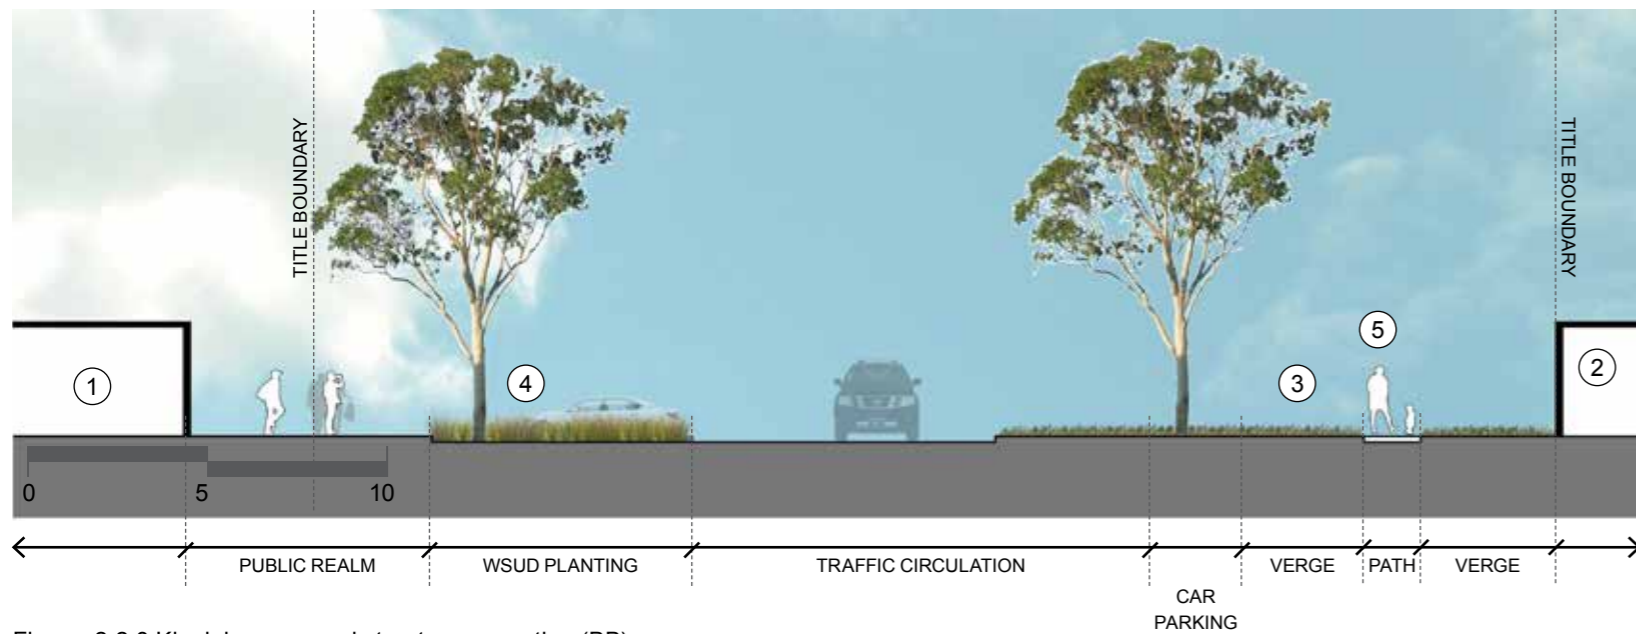 TITLE BOUNDARY
TITLE BOUNDARY
5
1
4
3
2
0 5 10
PUBLIC REALM
WSUD PLANTING
TRAFFIC CIRCULATION
CAR
PARKING
VERGE
PATH
VERGE